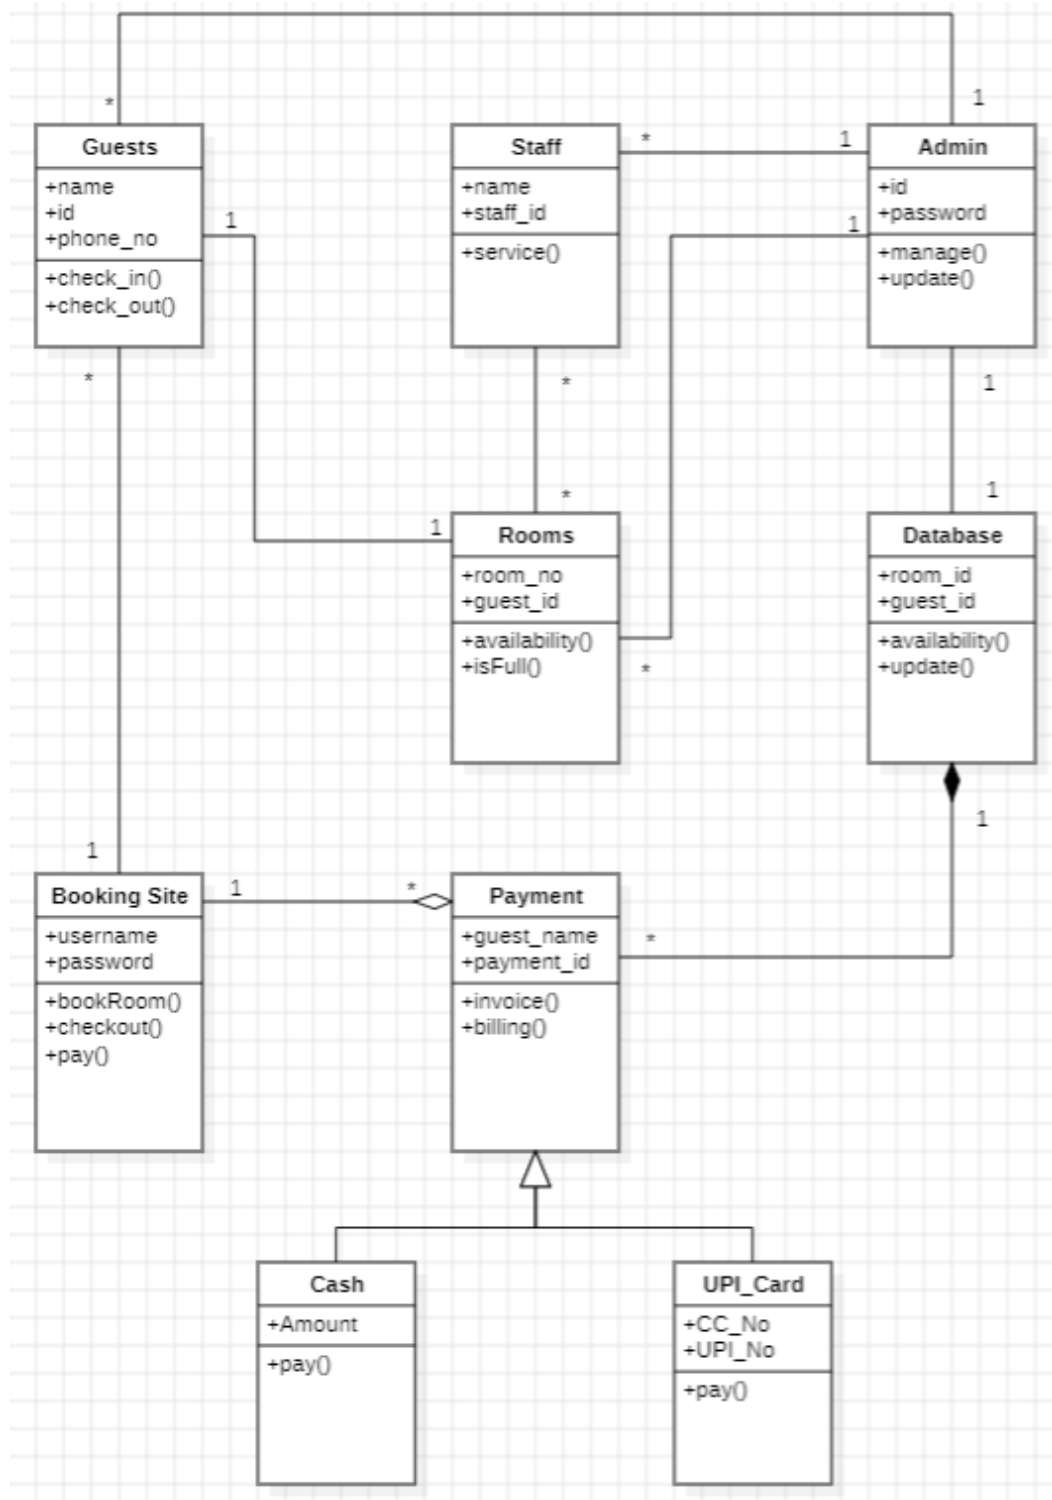 *
1
Guests
+name
+id
+phone_no
+check_in()
+check_out()
1
*
Staff
+name
+staff_id
+service()
*
1
*
Admin
+id
+password
+manage()
+update()
1
1
1
*
1
Rooms
+room_no
+guest_id
+availability()
+isFull()
*
Database
+room_id
+guest_id
+availability()
+update()
1
1
Booking Site
+username
+password
+bookRoom()
+checkout()
+pay()
1
*
Payment
+guest_name
+payment_id
+invoice()
+billing()
*
Cash
+Amount
+pay()
UPI_Card
+CC_No
+UPI_No
+pay()